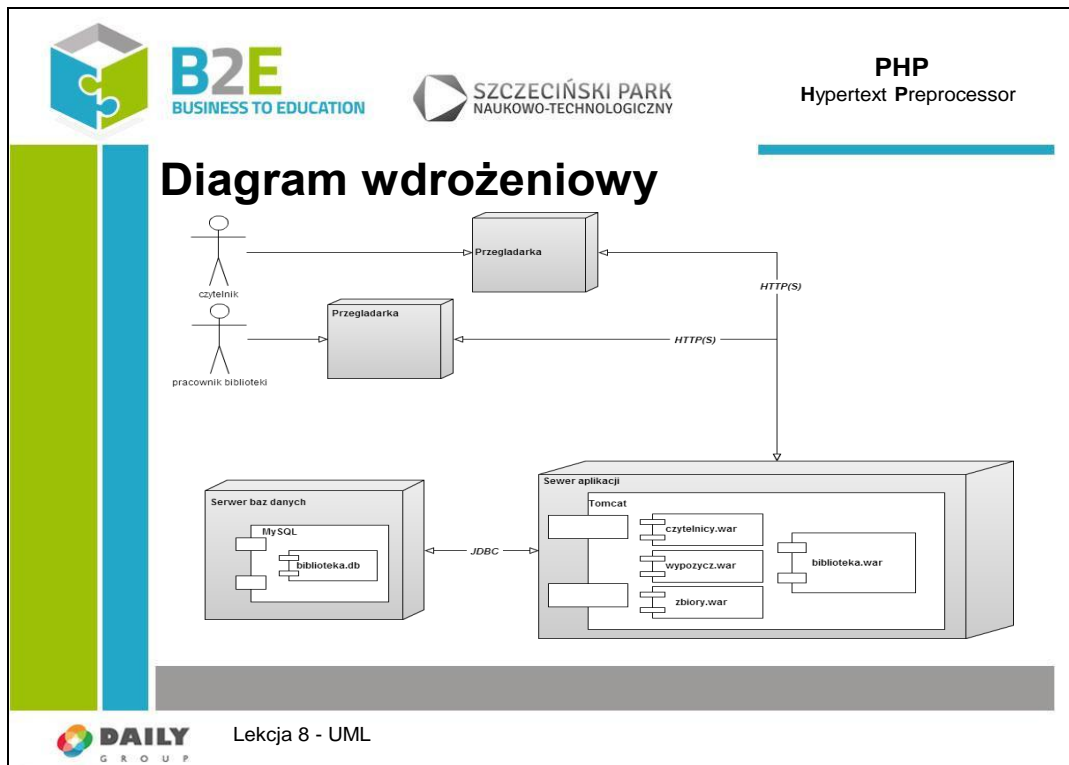 B2E
BUSINESS TO EDUCATION
SZCZECIŃSKI PARK
NAUKOWO-TECHNOLOGICZNY
PHP
Hypertext Preprocessor
Diagram wdrożeniowy
czytelnik
Przegladarka
HTTP(S)
pracownik biblioteki
Przegladarka
HTTP(S)
Serwer baz danych
MySQL
biblioteka.db
JDBC
Sewer aplikacji
Tomcat
czytelnicy.war
wypozycz.war
zbiory.war
biblioteka.war
DAILY
GROUP
Lekcja 8 - UML